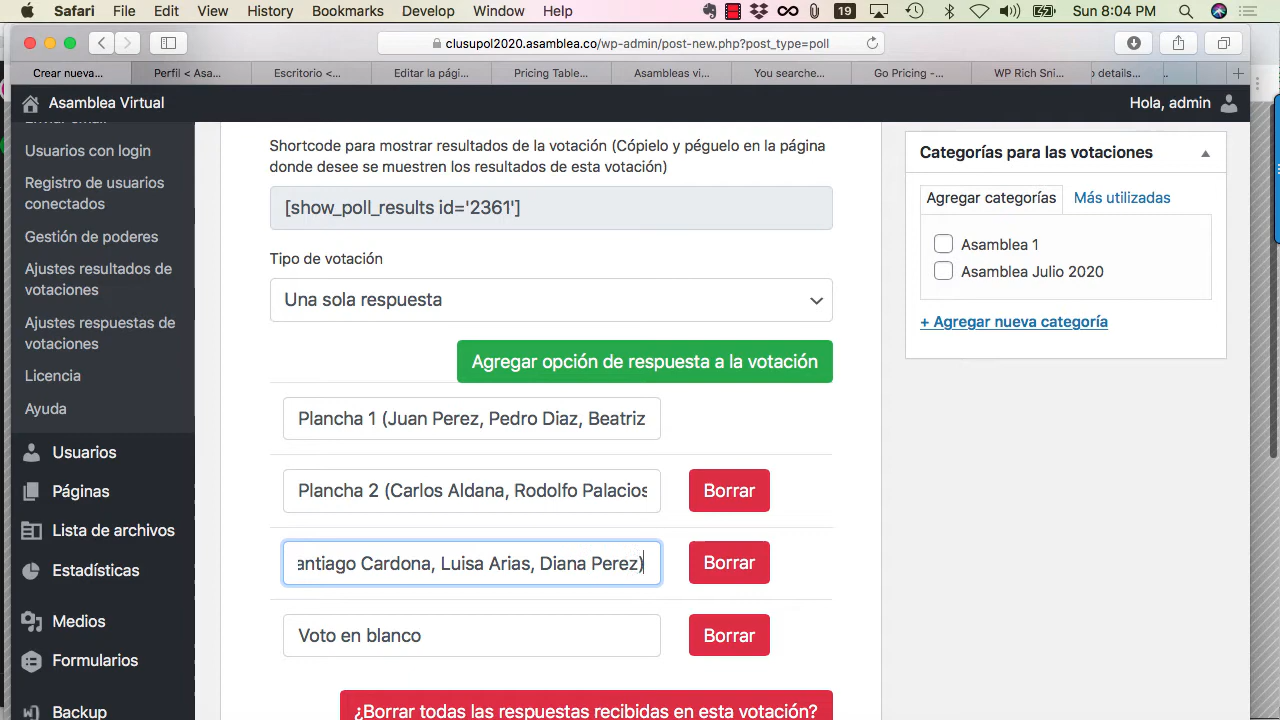 Safari File Edit View History Bookmarks Develop Window Help 19 Sun 8:04 PM
clusupol2020.asamblea.co/wp-admin/post-new.php?post_type=poll
Crear nueva... Perfil < Asa... Escritorio <... Editar la pági... Pricing Table... Asambleas vi... You searche... Go Pricing -... WP Rich Sni... details...
Asamblea Virtual Hola, admin
Usuarios con login
Registro de usuarios
conectados
Gestión de poderes
Ajustes resultados de
votaciones
Ajustes respuestas de
votaciones
Licencia
Ayuda
Usuarios
Páginas
Lista de archivos
Estadísticas
Medios
Formularios
Backup
Shortcode para mostrar resultados de la votación (Cópielo y péguelo en la página
donde desee se muestren los resultados de esta votación)
[show_poll_results id='2361']
Tipo de votación
Una sola respuesta
Agregar opción de respuesta a la votación
Plancha 1 (Juan Perez, Pedro Diaz, Beatriz
Plancha 2 (Carlos Aldana, Rodolfo Palacios Borrar
antiago Cardona, Luisa Arias, Diana Perez) Borrar
Voto en blanco Borrar
¿Borrar todas las respuestas recibidas en esta votación?
Categorías para las votaciones
Agregar categorías Más utilizadas
Asamblea 1
Asamblea Julio 2020
+ Agregar nueva categoría